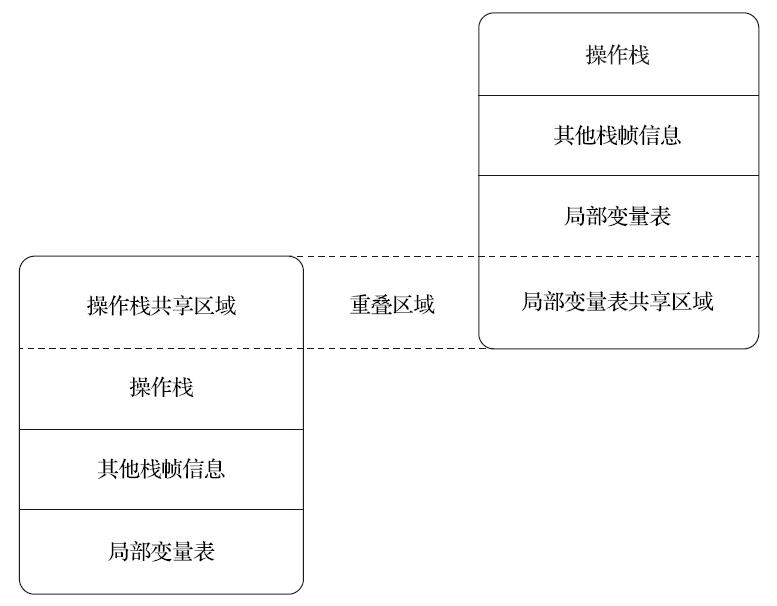 操作栈
其他栈帧信息
局部变量表
局部变量表共享区域
重叠区域
操作栈共享区域
操作栈
其他栈帧信息
局部变量表